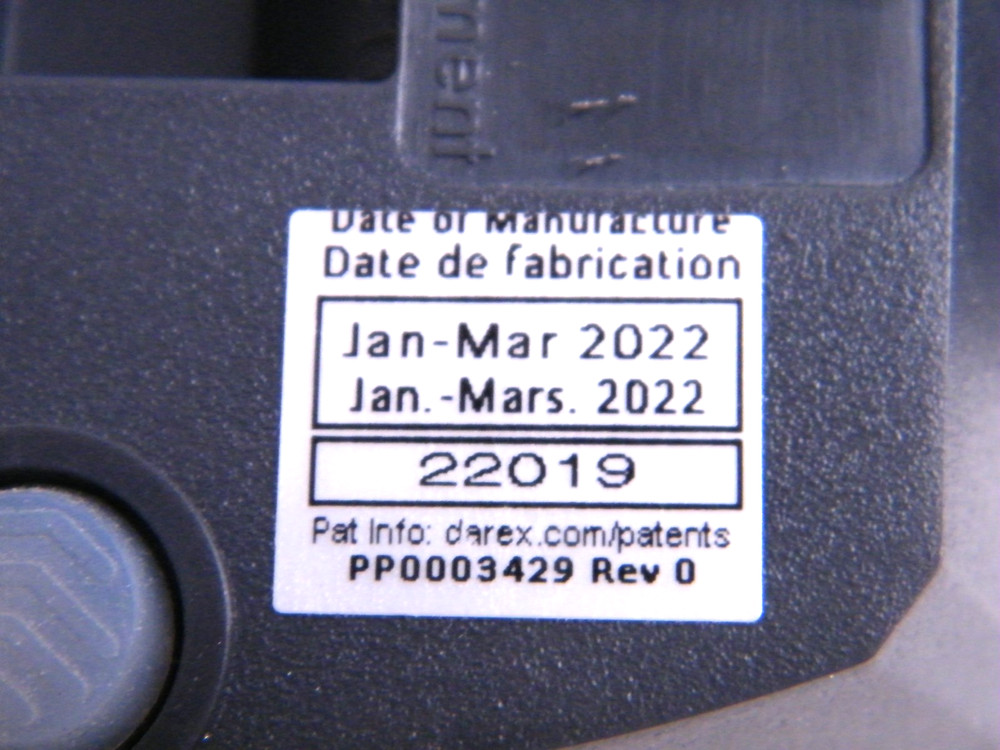 Date of Manufacture
Date de fabrication
Jan-Mar 2022
Jan.-Mars. 2022
22019
Pat Info: darex.com/patents
PP0003429 Rev 0